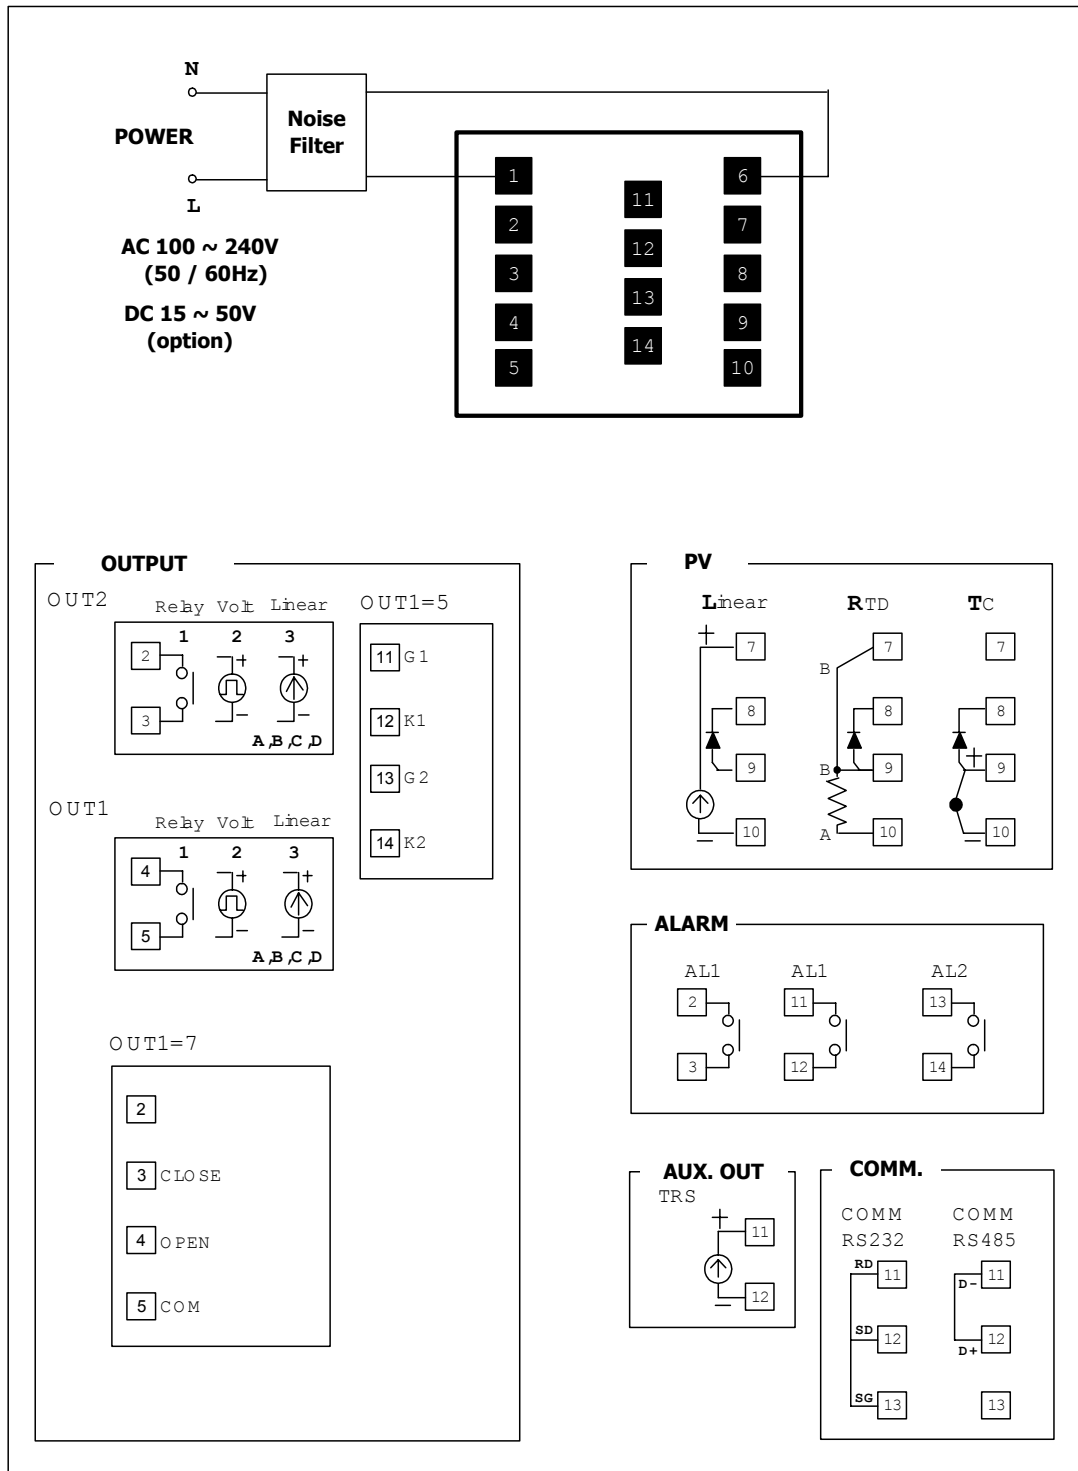 N
POWER
Noise
Filter
L
AC 100 ~ 240V
(50 / 60Hz)
DC 15 ~ 50V
(option)
1
2
3
4
5
11
12
13
14
6
7
8
9
10
OUTPUT
OUT2
Relay Volt Linear
1 2 3
2
3
+ +
− −
A,B,C,D
OUT1
Relay Volt Linear
1 2 3
4
5
+ +
− −
A,B,C,D
OUT1=5
11 G1
12 K1
13 G2
14 K2
OUT1=7
2
3 CLOSE
4 OPEN
5 COM
PV
Linear
+
7
8
9
10
−
RTD
B
7
8
B
9
A
10
TC
7
8
+
9
−
10
ALARM
AL1
2
3
AL1
11
12
AL2
13
14
AUX. OUT
TRS
+
11
−
12
COMM.
COMM
RS232
RD 11
SD 12
SG 13
COMM
RS485
D− 11
D+ 12
13